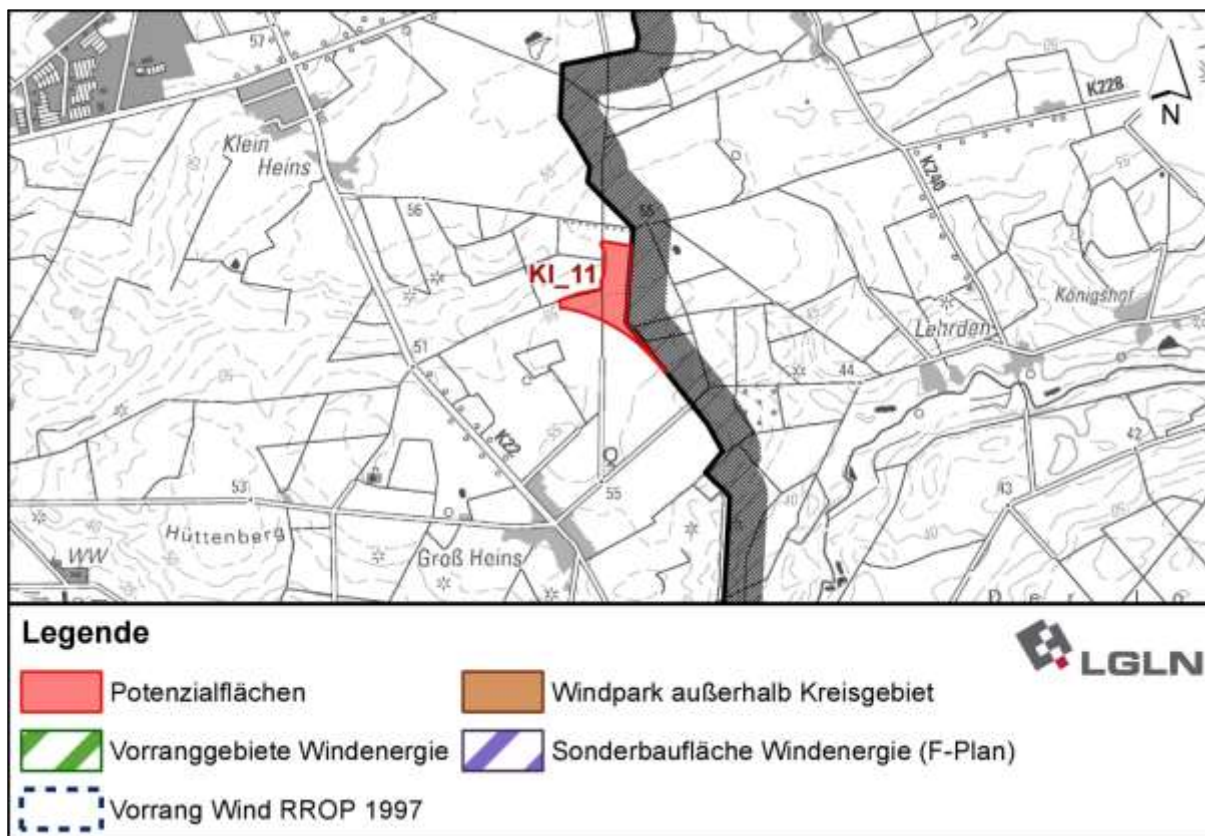 57
Klein
Heins
56
K228
K240
N
55
55
55
KI_11
Königshof
Lehrden
51
44
K22
42
53
Hüttenberg
55
43
40
40
WW
Groß Heins
Legende
LGLN
Potenzialflächen
Windpark außerhalb Kreisgebiet
Vorranggebiete Windenergie
Sonderbaufläche Windenergie (F-Plan)
Vorrang Wind RROP 1997